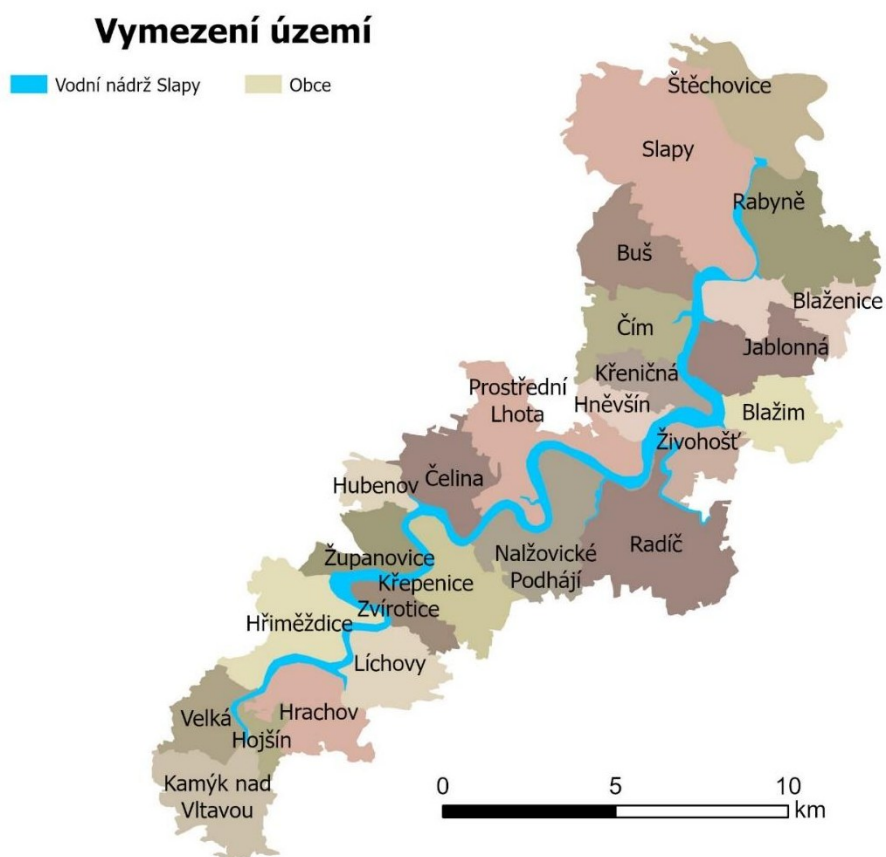 Vymezení území
Vodní nádrž Slapy
Obce
Štěchovice
Slapy
Rabyně
Buš
Blaženice
Čím
Jablonná
Křeničná
Prostřední
Lhota
Hněvšín
Blažim
Živohošť
Čelina
Hubenov
Nalžovické
Podhájí
Radíč
Županovice
Křepenice
Zvírotice
Hřiměždice
Líchovy
Velká
Hrachov
Hojšín
Kamýk nad
Vltavou
0 5 10
km